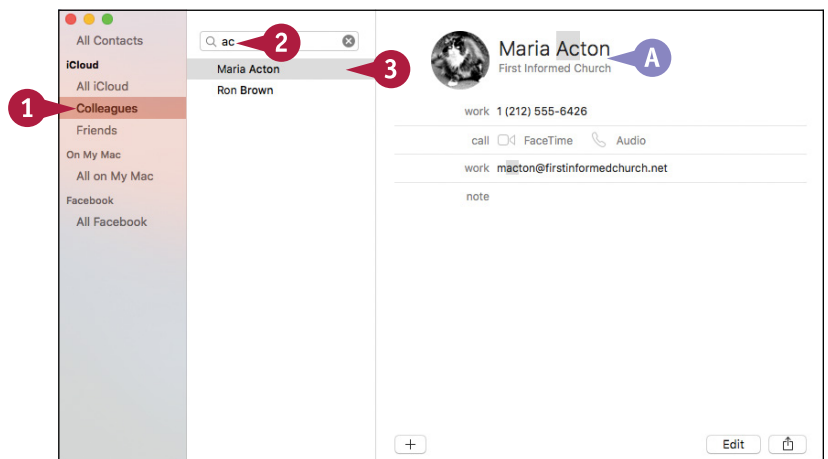 All Contacts
iCloud
All iCloud
1
Colleagues
Friends
On My Mac
All on My Mac
Facebook
All Facebook
ac
2
Maria Acton
3
Ron Brown
Maria Acton
A
First Informed Church
work 1 (212) 555-6426
call FaceTime Audio
work macton@firstinformedchurch.net
note
+
Edit